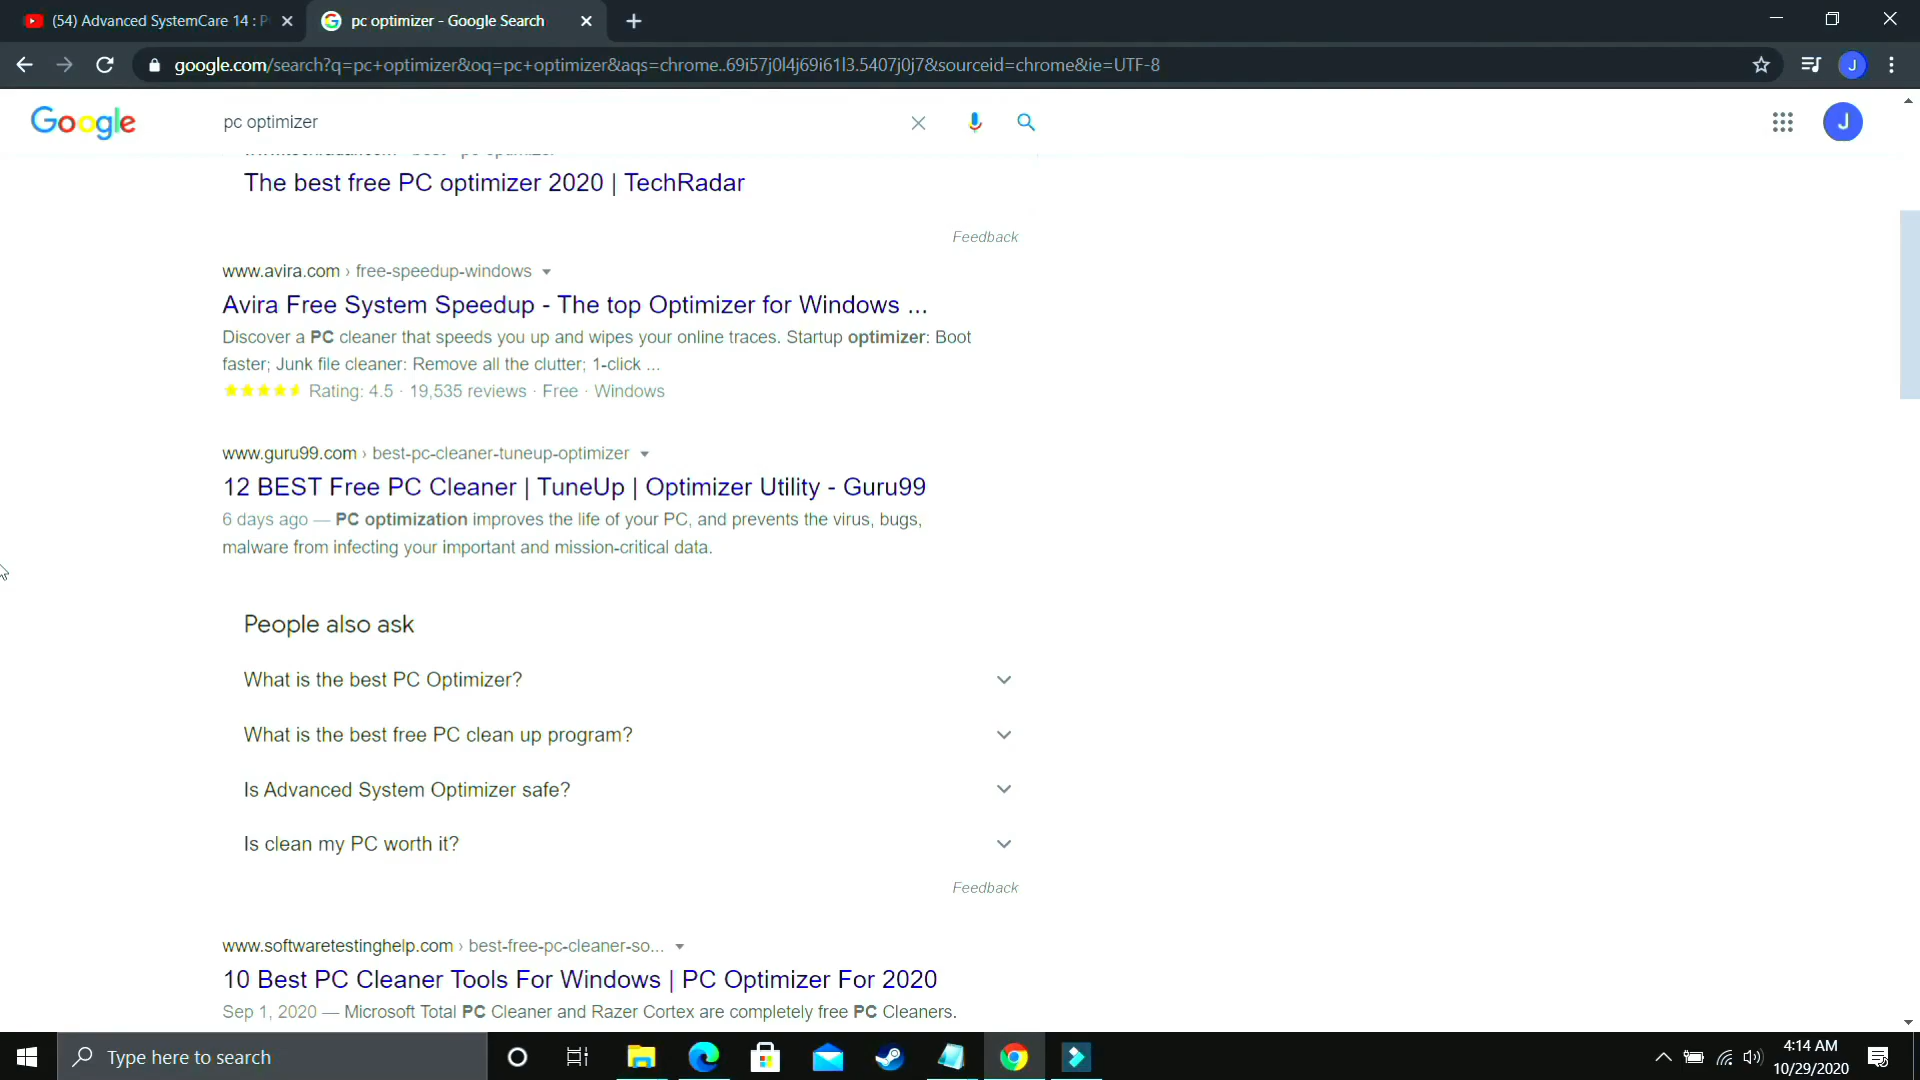 (54) Advanced SystemCare 14 : P
pc optimizer - Google Search
google.com/search?q=pc+optimizer&oq=pc+optimizer&aqs=chrome..69i57j0l4j69i61l3.5407j0j7&sourceid=chrome&ie=UTF-8
J
Google
pc optimizer
J
The best free PC optimizer 2020 | TechRadar
Feedback
www.avira.com › free-speedup-windows
Avira Free System Speedup - The top Optimizer for Windows ...
Discover a PC cleaner that speeds you up and wipes your online traces. Startup optimizer: Boot
faster; Junk file cleaner: Remove all the clutter; 1-click ...
Rating: 4.5 · 19,535 reviews · Free · Windows
www.guru99.com › best-pc-cleaner-tuneup-optimizer
12 BEST Free PC Cleaner | TuneUp | Optimizer Utility - Guru99
6 days ago — PC optimization improves the life of your PC, and prevents the virus, bugs,
malware from infecting your important and mission-critical data.
People also ask
What is the best PC Optimizer?
What is the best free PC clean up program?
Is Advanced System Optimizer safe?
Is clean my PC worth it?
Feedback
www.softwaretestinghelp.com › best-free-pc-cleaner-so...
10 Best PC Cleaner Tools For Windows | PC Optimizer For 2020
Sep 1, 2020 — Microsoft Total PC Cleaner and Razer Cortex are completely free PC Cleaners.
Type here to search
4:14 AM
10/29/2020